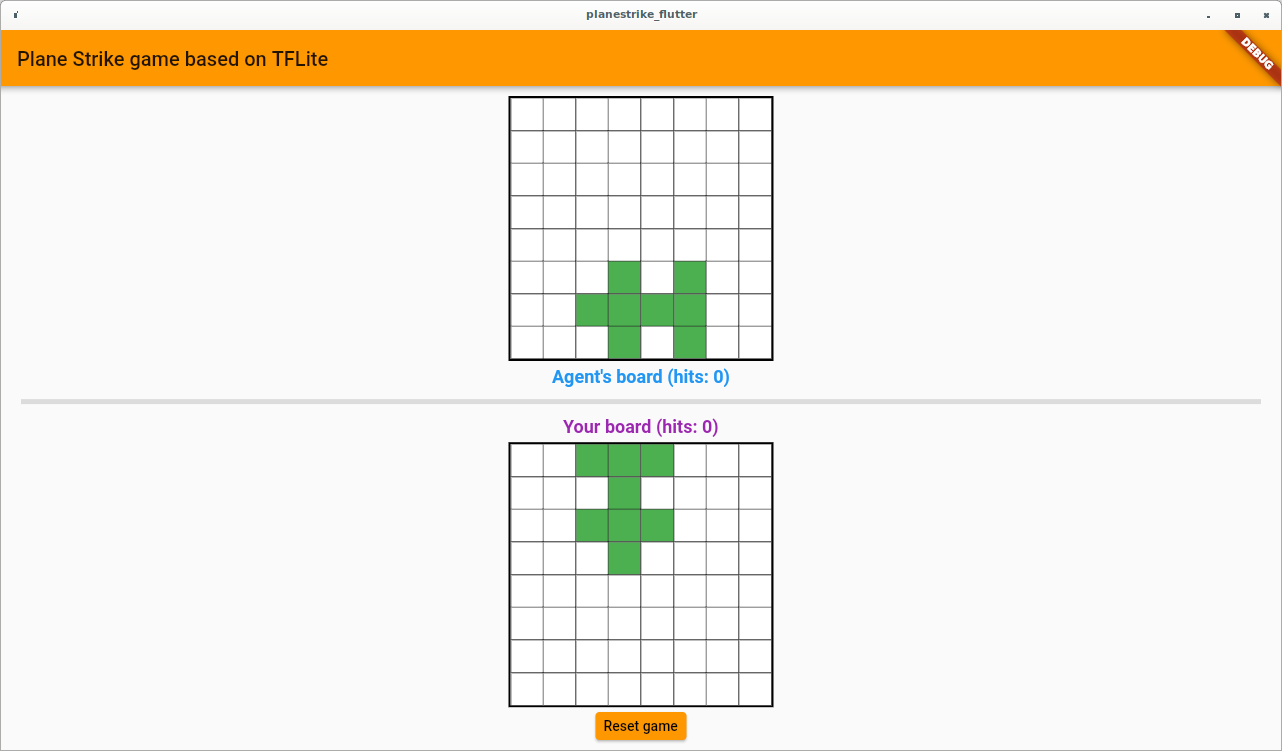 planestrike_flutter
Plane Strike game based on TFLite
DEBUG
Agent's board (hits: 0)
Your board (hits: 0)
Reset game